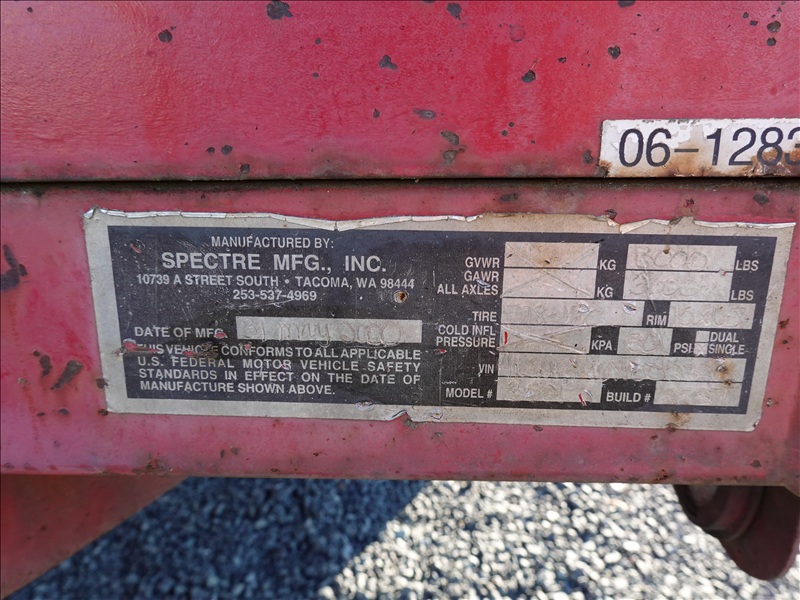 06-1283
MANUFACTURED BY:
SPECTRE MFG., INC.
10739 A STREET SOUTH • TACOMA, WA 98444
253-537-4969
DATE OF MFG.
THIS VEHICLE CONFORMS TO ALL APPLICABLE
U.S. FEDERAL MOTOR VEHICLE SAFETY
STANDARDS IN EFFECT ON THE DATE OF
MANUFACTURE SHOWN ABOVE.
GVWR KG LBS
GAWR
ALL AXLES KG LBS
TIRE RIM
COLD INFL
PRESSURE KPA PSI DUAL
SINGLE
VIN
MODEL # BUILD #